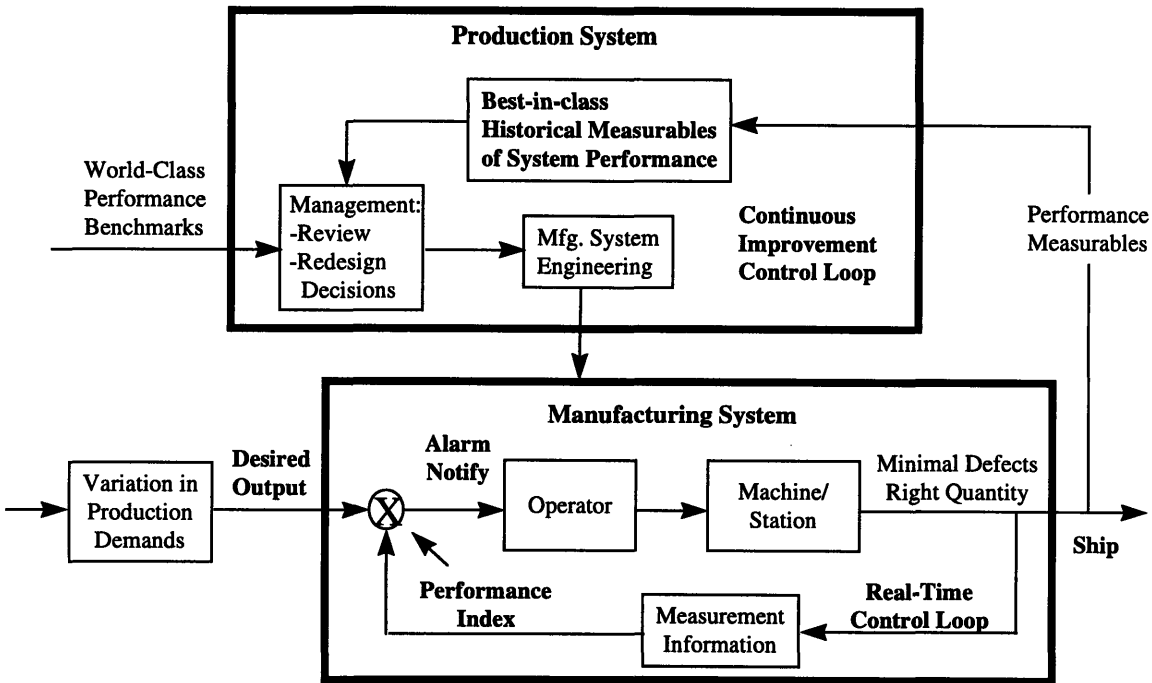 Production System
Best-in-class
Historical Measurables
of System Performance
World-Class
Performance
Benchmarks
Management:
-Review
-Redesign
Decisions
Mfg. System
Engineering
Continuous
Improvement
Control Loop
Performance
Measurables
Manufacturing System
Variation in
Production
Demands
Desired
Output
X
Alarm
Notify
Operator
Machine/
Station
Minimal Defects
Right Quantity
Ship
Performance
Index
Measurement
Information
Real-Time
Control Loop